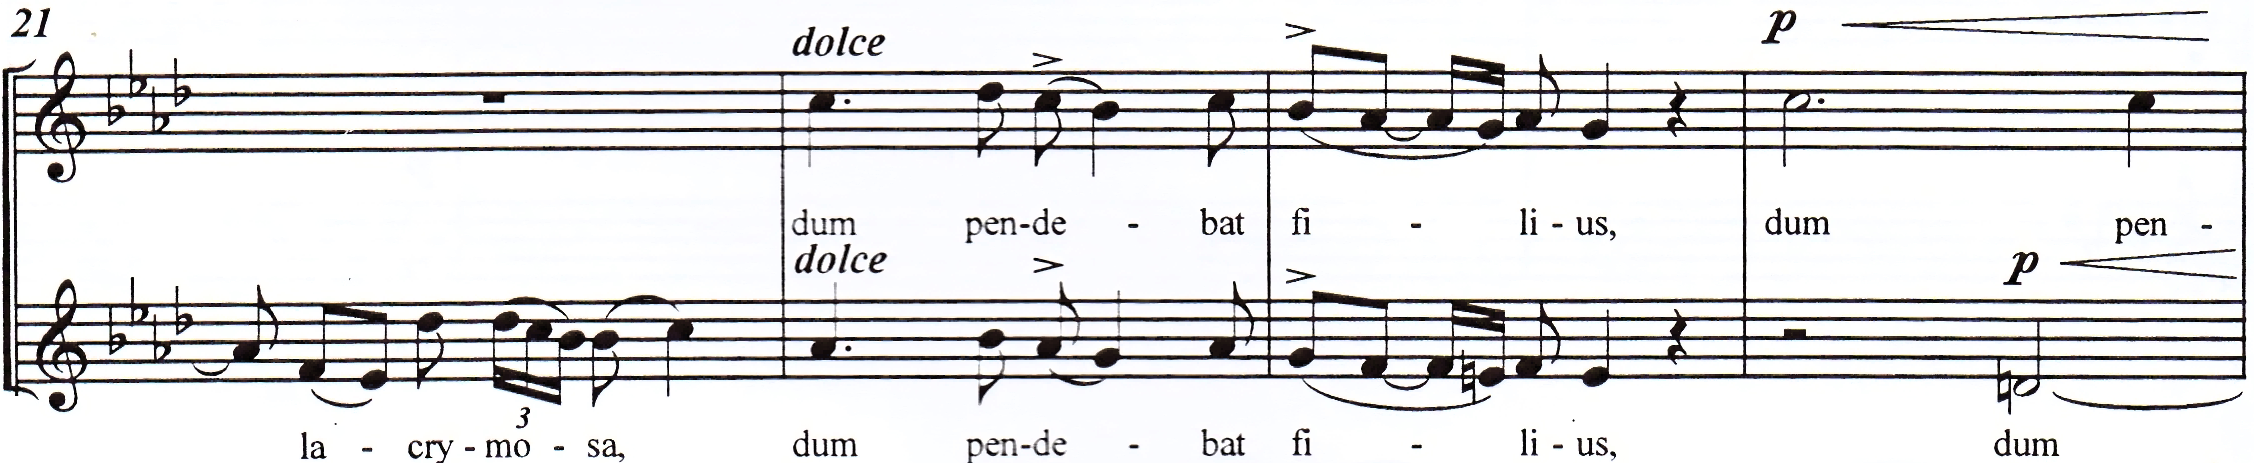 21
dolce
p
dum pen-de - bat fi - li - us, dum pen -
dolce
p
3
la - cry - mo - sa, dum pen-de - bat fi - li - us, dum